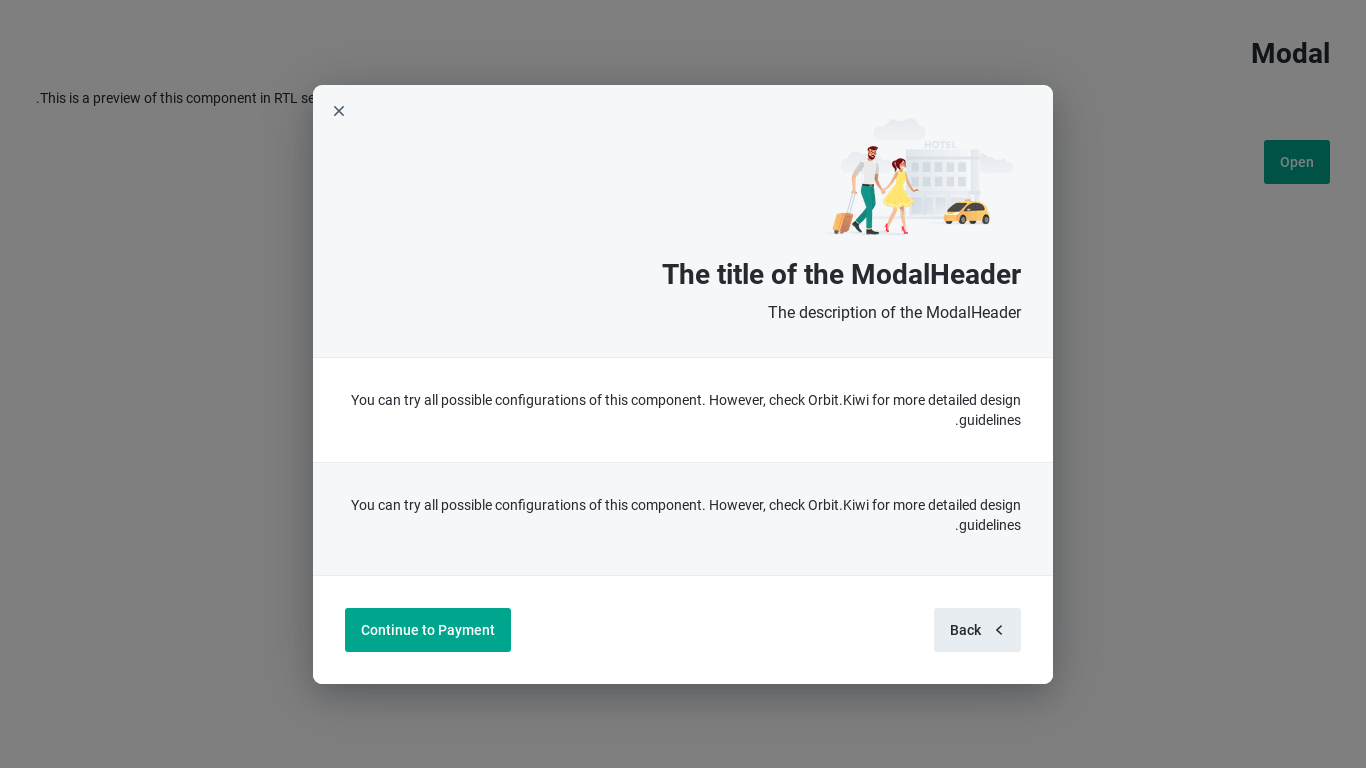 Modal
.This is a preview of this component in RTL se
Open
HOTEL
The title of the ModalHeader
The description of the ModalHeader
You can try all possible configurations of this component. However, check Orbit.Kiwi for more detailed design
.guidelines
You can try all possible configurations of this component. However, check Orbit.Kiwi for more detailed design
.guidelines
Continue to Payment
Back